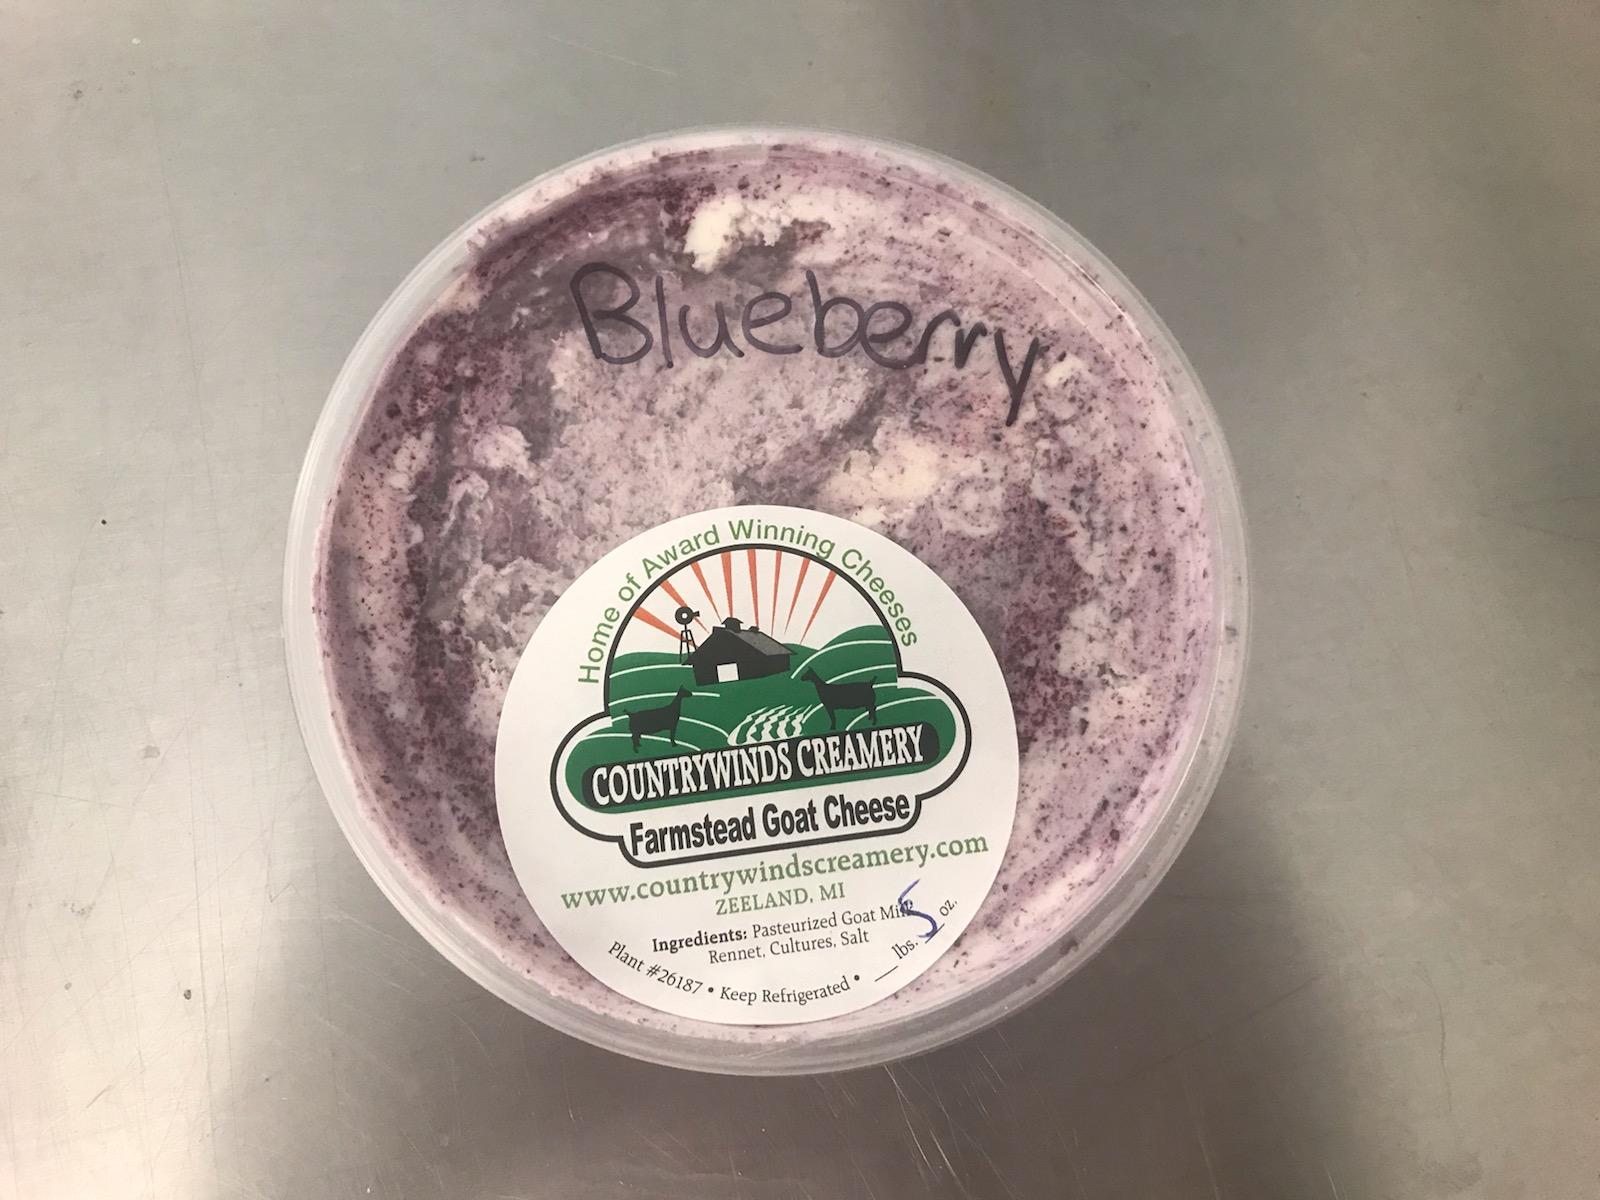 Blueberry
Home of Award Winning Cheeses
COUNTRYWINDS CREAMERY
Farmstead Goat Cheese
www.countrywindscreamery.com
ZEELAND, MI
Ingredients: Pasteurized Goat Milk,
Rennet, Cultures, Salt
Plant #26187 • Keep Refrigerated • ___ lbs. 5 oz.